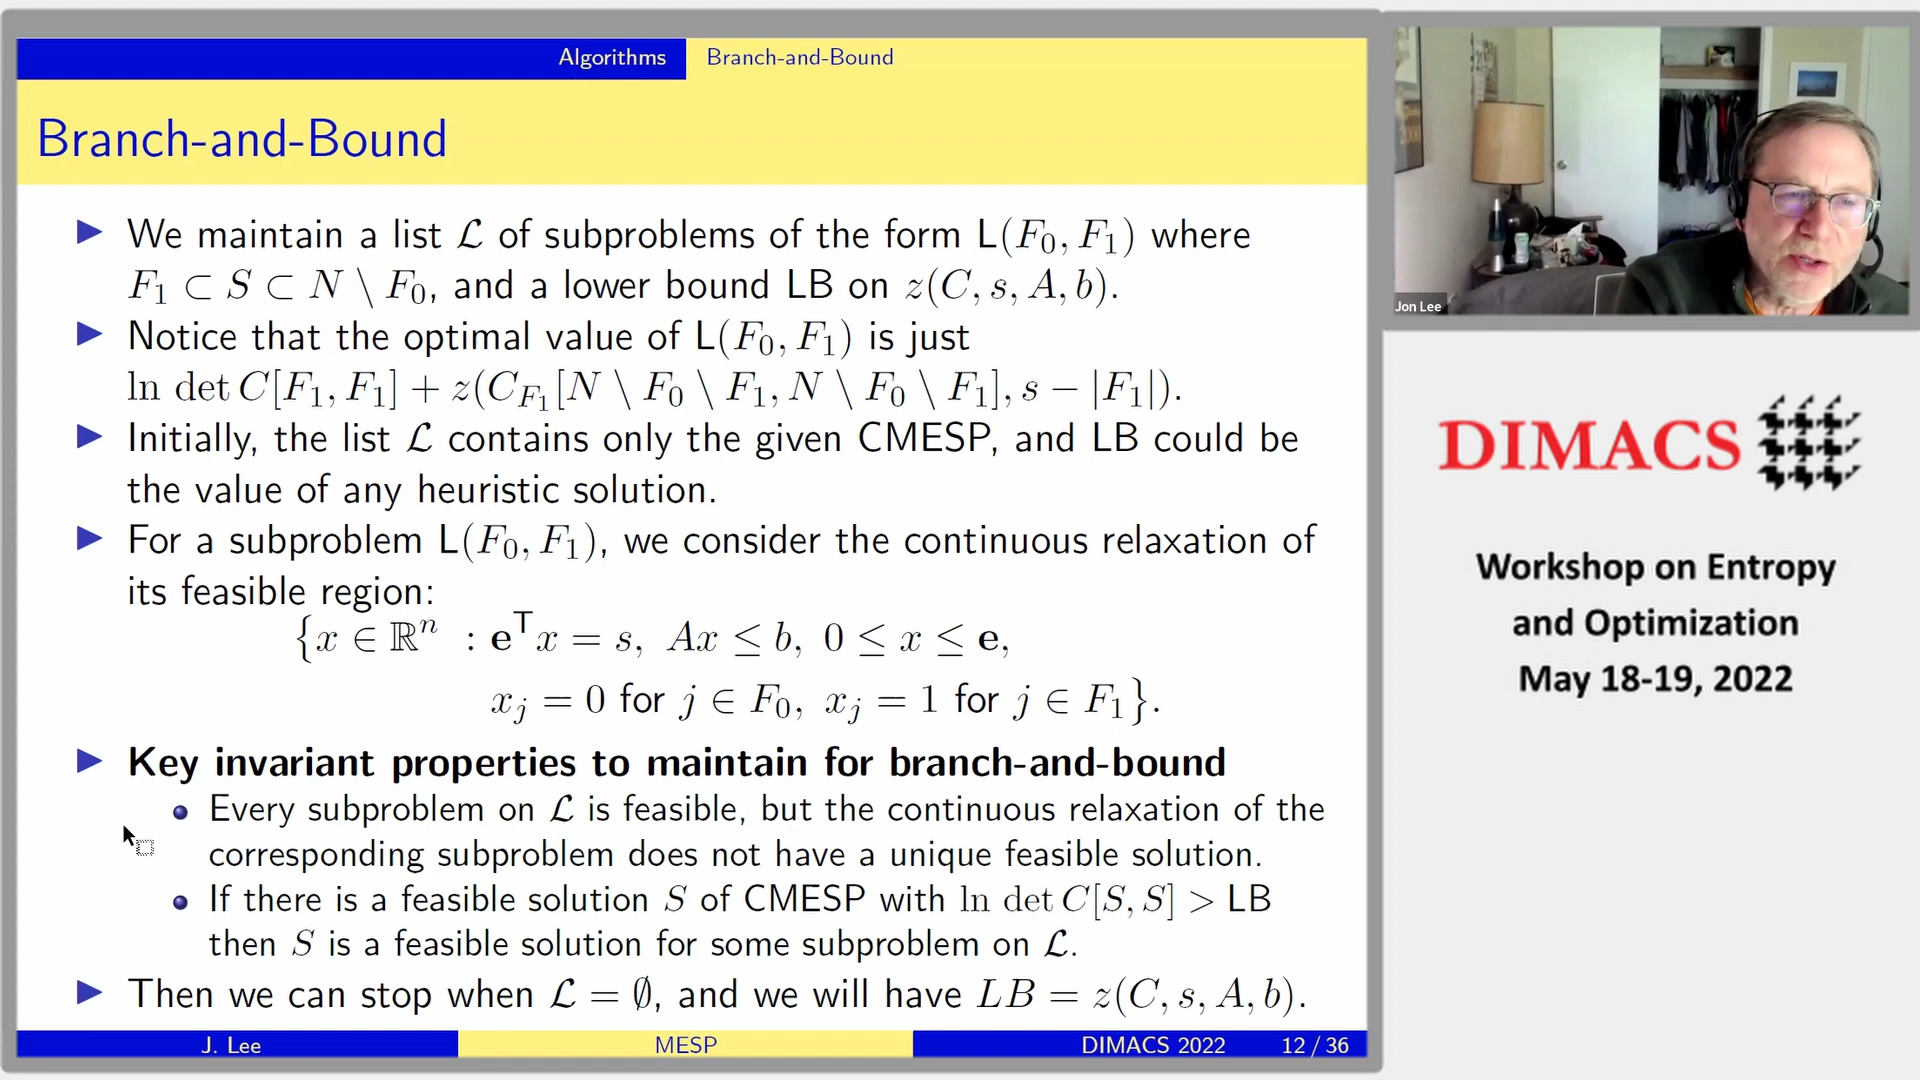 Algorithms Branch-and-Bound
Branch-and-Bound
▶ We maintain a list ℒ of subproblems of the form L(F₀, F₁) where
F₁ ⊂ S ⊂ N \ F₀, and a lower bound LB on z(C, s, A, b).
▶ Notice that the optimal value of L(F₀, F₁) is just
ln det C[F₁, F₁] + z(C_{F₁}[N \ F₀ \ F₁, N \ F₀ \ F₁], s − |F₁|).
▶ Initially, the list ℒ contains only the given CMESP, and LB could be
the value of any heuristic solution.
▶ For a subproblem L(F₀, F₁), we consider the continuous relaxation of
its feasible region:
{x ∈ ℝⁿ : eᵀx = s, Ax ≤ b, 0 ≤ x ≤ e,
xⱼ = 0 for j ∈ F₀, xⱼ = 1 for j ∈ F₁}.
▶ Key invariant properties to maintain for branch-and-bound
• Every subproblem on ℒ is feasible, but the continuous relaxation of the
corresponding subproblem does not have a unique feasible solution.
• If there is a feasible solution S of CMESP with ln det C[S, S] > LB
then S is a feasible solution for some subproblem on ℒ.
▶ Then we can stop when ℒ = ∅, and we will have LB = z(C, s, A, b).
J. Lee MESP DIMACS 2022 12 / 36
Jon Lee
DIMACS
Workshop on Entropy
and Optimization
May 18-19, 2022